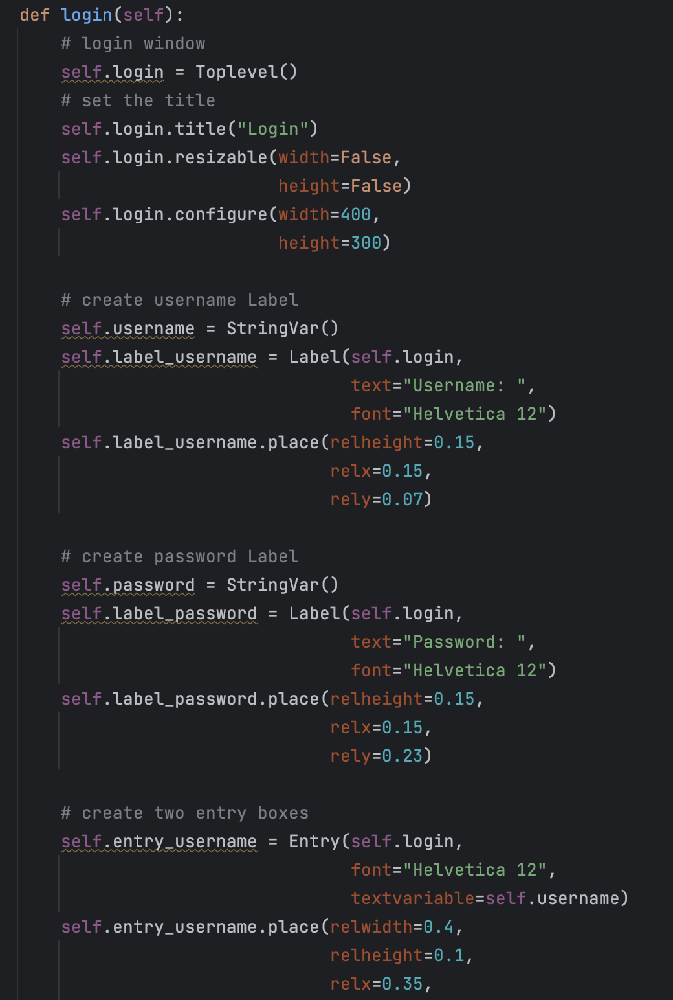 def login(self):
    # login window
    self.login = Toplevel()
    # set the title
    self.login.title("Login")
    self.login.resizable(width=False,
                         height=False)
    self.login.configure(width=400,
                         height=300)

    # create username Label
    self.username = StringVar()
    self.label_username = Label(self.login,
                                text="Username: ",
                                font="Helvetica 12")
    self.label_username.place(relheight=0.15,
                              relx=0.15,
                              rely=0.07)

    # create password Label
    self.password = StringVar()
    self.label_password = Label(self.login,
                                text="Password: ",
                                font="Helvetica 12")
    self.label_password.place(relheight=0.15,
                              relx=0.15,
                              rely=0.23)

    # create two entry boxes
    self.entry_username = Entry(self.login,
                                font="Helvetica 12",
                                textvariable=self.username)
    self.entry_username.place(relwidth=0.4,
                              relheight=0.1,
                              relx=0.35,